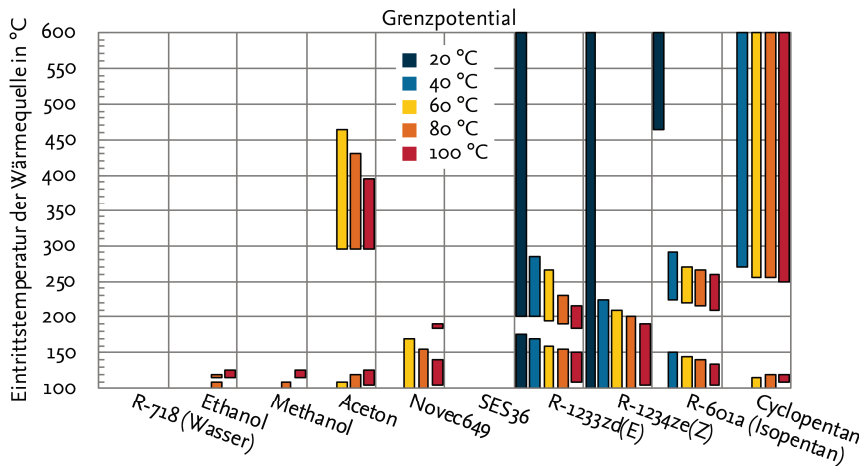 Grenzpotential
Eintrittstemperatur der Wärmequelle in °C
600
550
500
450
400
350
300
250
200
150
100
20 °C
40 °C
60 °C
80 °C
100 °C
R-718 (Wasser)
Ethanol
Methanol
Aceton
Novec649
SES36
R-1233zd(E)
R-1234ze(Z)
R-601a (Isopentan)
Cyclopentan